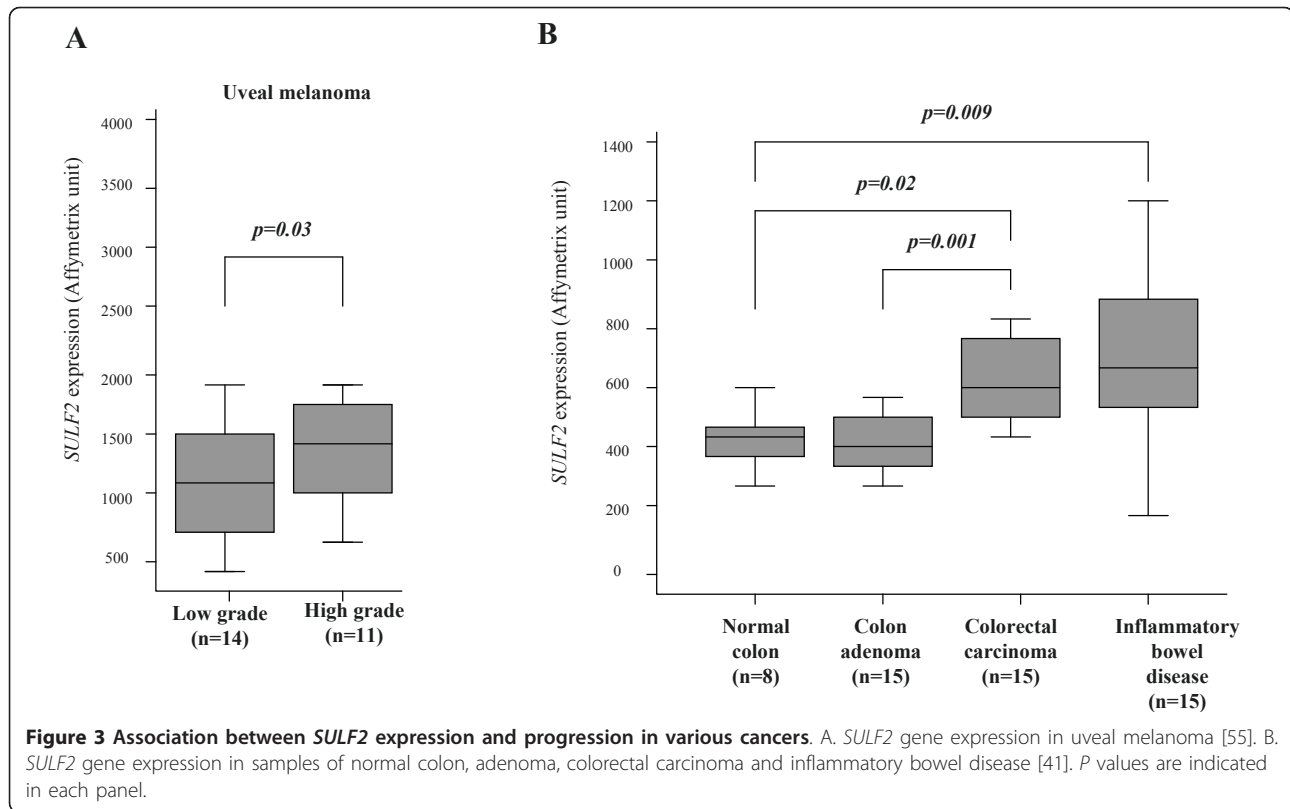 A
Uveal melanoma
SULF2 expression (Affymetrix unit)
4000
3500
3000
2500
2000
1500
1000
500
p=0.03
Low grade
(n=14)
High grade
(n=11)
B
SULF2 expression (Affymetrix unit)
1400
1200
1000
800
600
400
200
0
p=0.009
p=0.02
p=0.001
Normal
colon
(n=8)
Colon
adenoma
(n=15)
Colorectal
carcinoma
(n=15)
Inflammatory
bowel
disease
(n=15)
Figure 3 Association between SULF2 expression and progression in various cancers. A. SULF2 gene expression in uveal melanoma [55]. B.
SULF2 gene expression in samples of normal colon, adenoma, colorectal carcinoma and inflammatory bowel disease [41]. P values are indicated
in each panel.